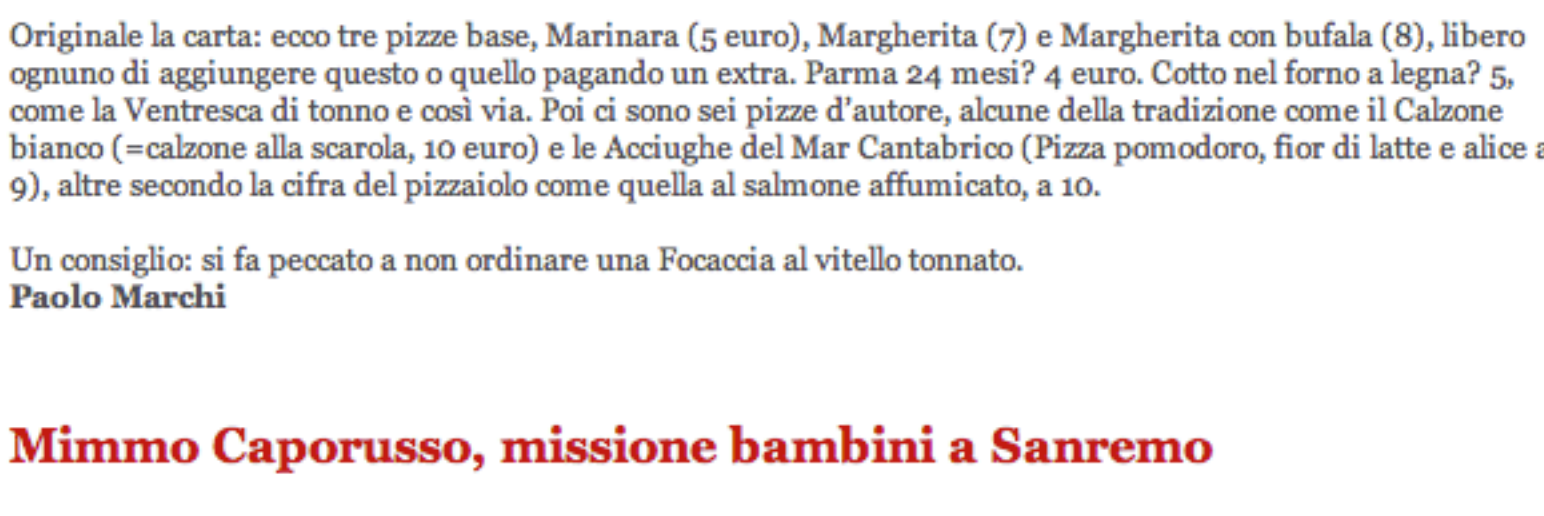 Originale la carta: ecco tre pizze base, Marinara (5 euro), Margherita (7) e Margherita con bufala (8), libero
ognuno di aggiungere questo o quello pagando un extra. Parma 24 mesi? 4 euro. Cotto nel forno a legna? 5,
come la Ventresca di tonno e così via. Poi ci sono sei pizze d'autore, alcune della tradizione come il Calzone
bianco (=calzone alla scarola, 10 euro) e le Acciughe del Mar Cantabrico (Pizza pomodoro, fior di latte e alice a
9), altre secondo la cifra del pizzaiolo come quella al salmone affumicato, a 10.
Un consiglio: si fa peccato a non ordinare una Focaccia al vitello tonnato.
Paolo Marchi
Mimmo Caporusso, missione bambini a Sanremo